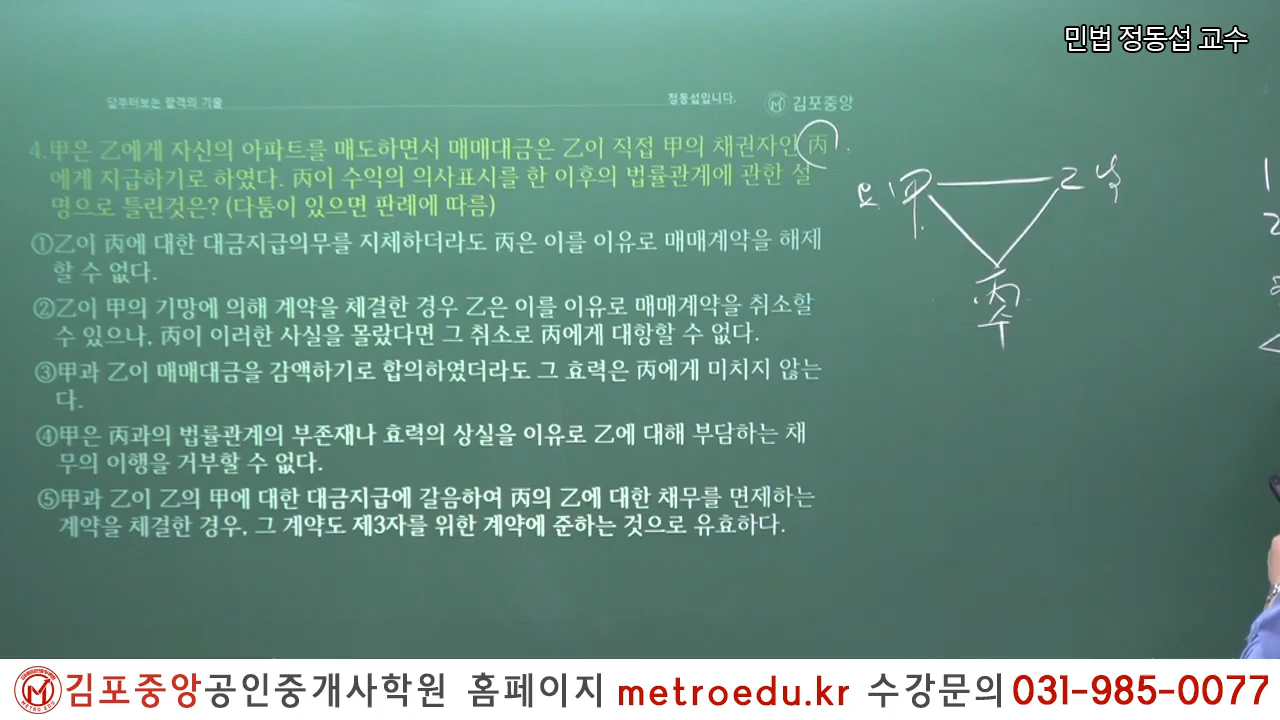 민법 정동섭 교수
답부터보는 합격의 기술
정동섭입니다.
김포중앙
4.甲은 乙에게 자신의 아파트를 매도하면서 매매대금은 乙이 직접 甲의 채권자인 丙
에게 지급하기로 하였다. 丙이 수익의 의사표시를 한 이후의 법률관계에 관한 설
명으로 틀린것은? (다툼이 있으면 판례에 따름)
①乙이 丙에 대한 대금지급의무를 지체하더라도 丙은 이를 이유로 매매계약을 해제
할 수 없다.
②乙이 甲의 기망에 의해 계약을 체결한 경우 乙은 이를 이유로 매매계약을 취소할
수 있으나, 丙이 이러한 사실을 몰랐다면 그 취소로 丙에게 대항할 수 없다.
③甲과 乙이 매매대금을 감액하기로 합의하였더라도 그 효력은 丙에게 미치지 않는
다.
④甲은 丙과의 법률관계의 부존재나 효력의 상실을 이유로 乙에 대해 부담하는 채
무의 이행을 거부할 수 없다.
⑤甲과 乙이 乙의 甲에 대한 대금지급에 갈음하여 丙의 乙에 대한 채무를 면제하는
계약을 체결한 경우, 그 계약도 제3자를 위한 계약에 준하는 것으로 유효하다.
요 甲 乙 낙
丙
수
1
2
김포중앙공인중개사학원 홈페이지 metroedu.kr 수강문의 031-985-0077
METRO EDU